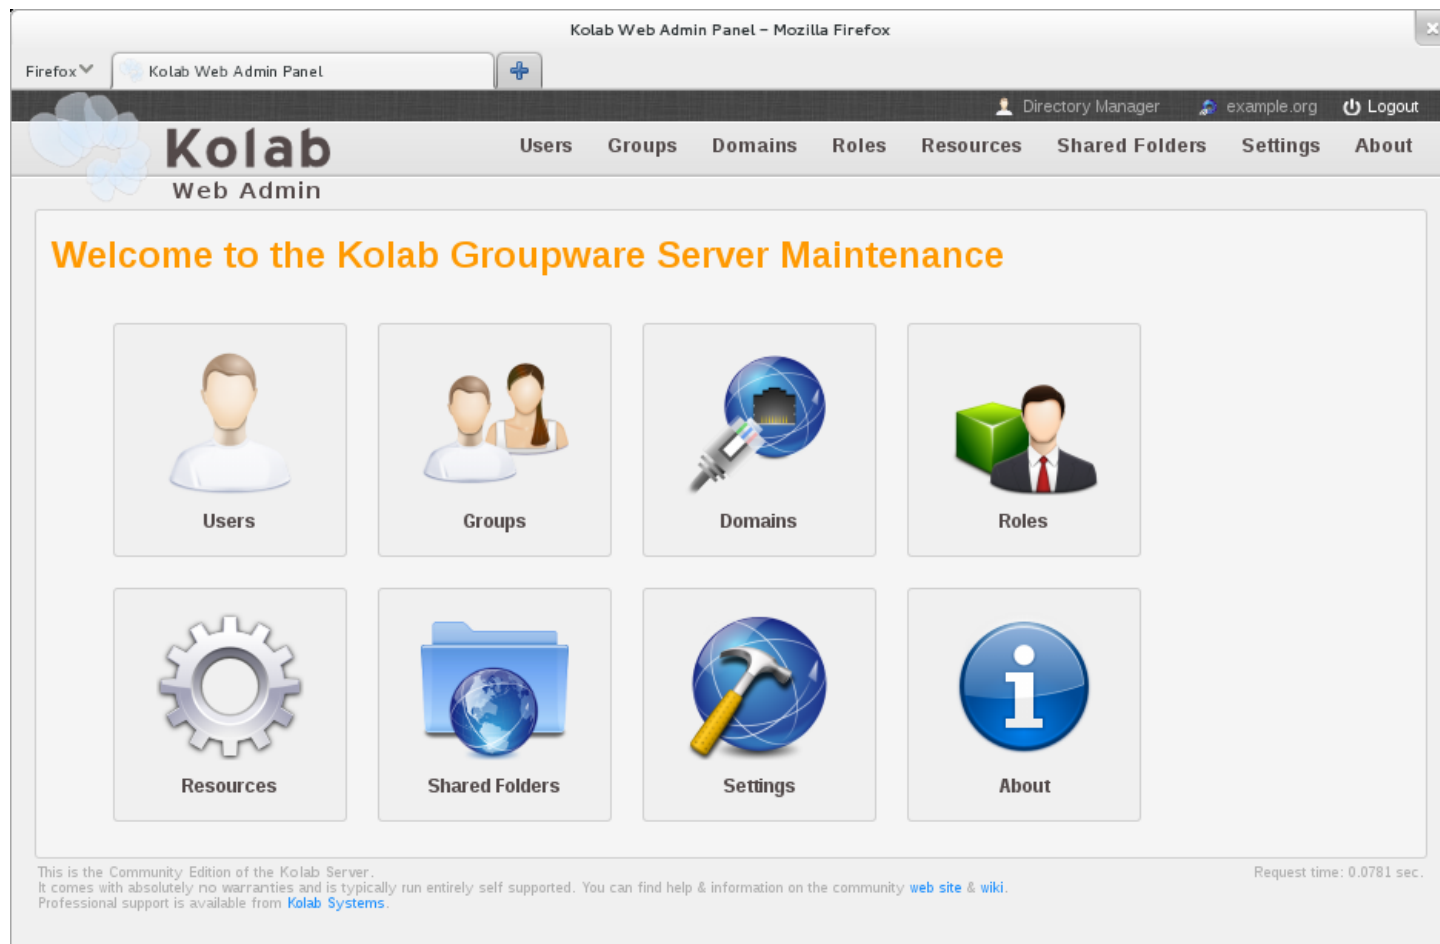 Kolab Web Admin Panel – Mozilla Firefox
Firefox
Kolab Web Admin Panel
Directory Manager
example.org
Logout
Kolab
Web Admin
Users
Groups
Domains
Roles
Resources
Shared Folders
Settings
About
Welcome to the Kolab Groupware Server Maintenance
Users
Groups
Domains
Roles
Resources
Shared Folders
Settings
About
This is the Community Edition of the Kolab Server.
It comes with absolutely no warranties and is typically run entirely self supported. You can find help & information on the community web site & wiki.
Professional support is available from Kolab Systems.
Request time: 0.0781 sec.